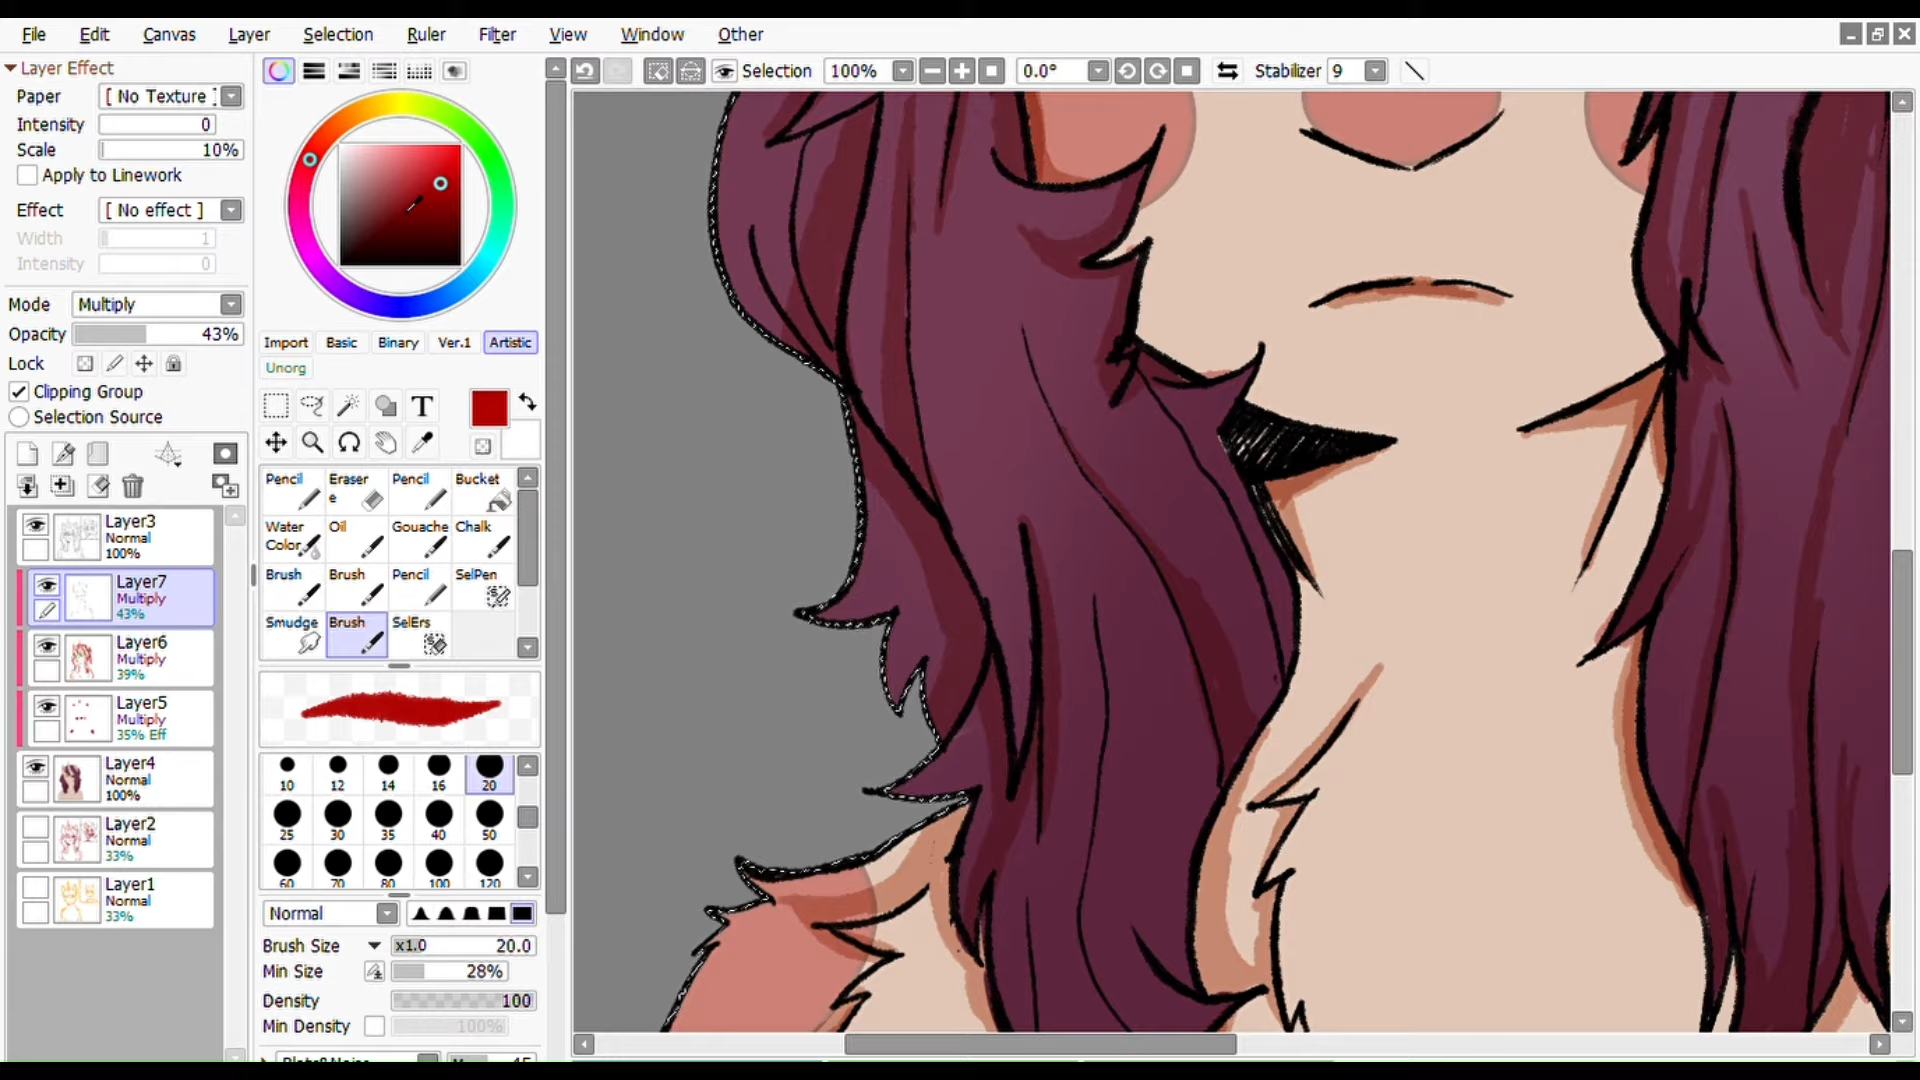 File Edit Canvas Layer Selection Ruler Filter View Window Other
Layer Effect
Paper [ No Texture ]
Intensity 0
Scale 10%
Apply to Linework
Effect [ No effect ]
Width 1
Intensity 0
Mode Multiply
Opacity 43%
Lock
Clipping Group
Selection Source
Layer3
Normal
100%
Layer7
Multiply
43%
Layer6
Multiply
39%
Layer5
Multiply
35% Eff
Layer4
Normal
100%
Layer2
Normal
33%
Layer1
Normal
33%
Import Basic Binary Ver.1 Artistic
Unorg
T
Pencil Eraser Pencil Bucket
e
Water Oil Gouache Chalk
Color
Brush Brush Pencil SelPen
Smudge Brush SelErs
10 12 14 16 20
25 30 35 40 50
60 70 80 100 120
Normal
Brush Size x1.0 20.0
Min Size 28%
Density 100
Min Density 100%
Selection 100% 0.0° Stabilizer 9